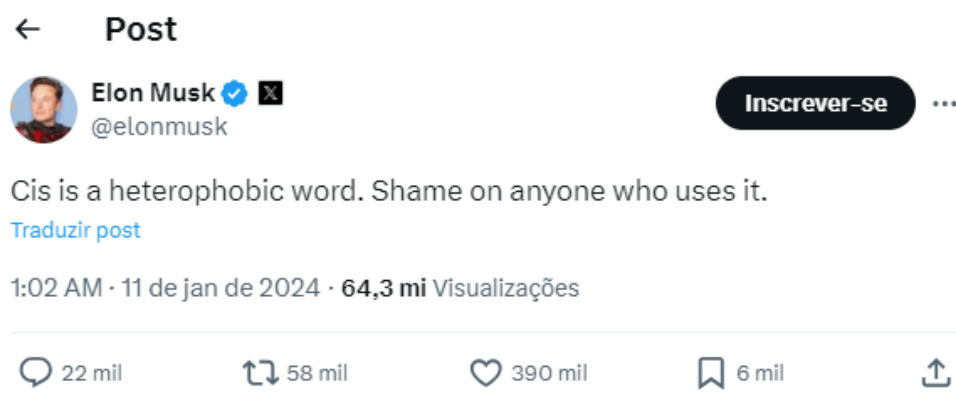 Post
Elon Musk
@elonmusk
Inscrever-se
Cis is a heterophobic word. Shame on anyone who uses it.
Traduzir post
1:02 AM · 11 de jan de 2024 · 64,3 mi Visualizações
22 mil 58 mil 390 mil 6 mil